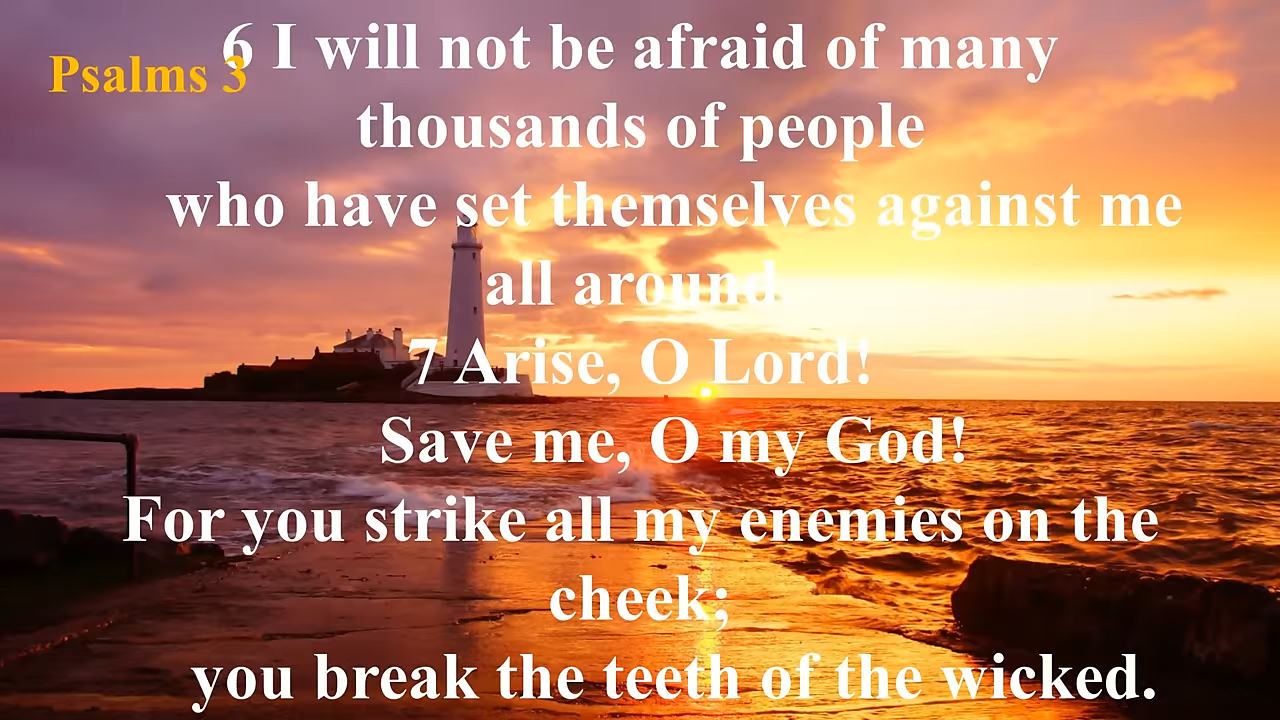 Psalms 3
6 I will not be afraid of many
thousands of people
who have set themselves against me
all around.
7 Arise, O Lord!
Save me, O my God!
For you strike all my enemies on the
cheek;
you break the teeth of the wicked.